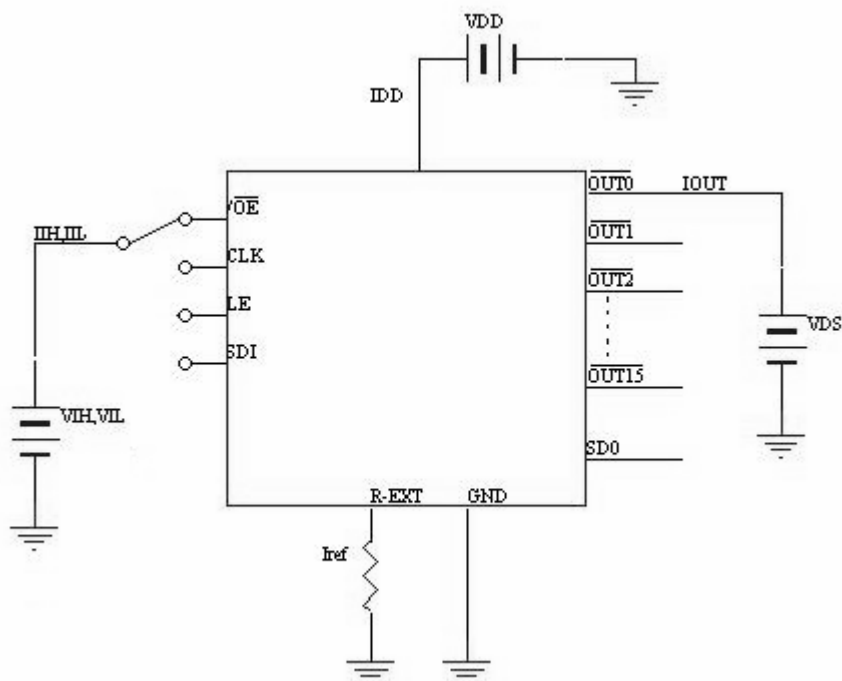 VDD
IDD
OUT0 IOUT
OE
OUT1
IIH,IIL
CLK
OUT2
LE
VDS
SDI
OUT15
VIH,VIL
SD0
R-EXT GND
Iref